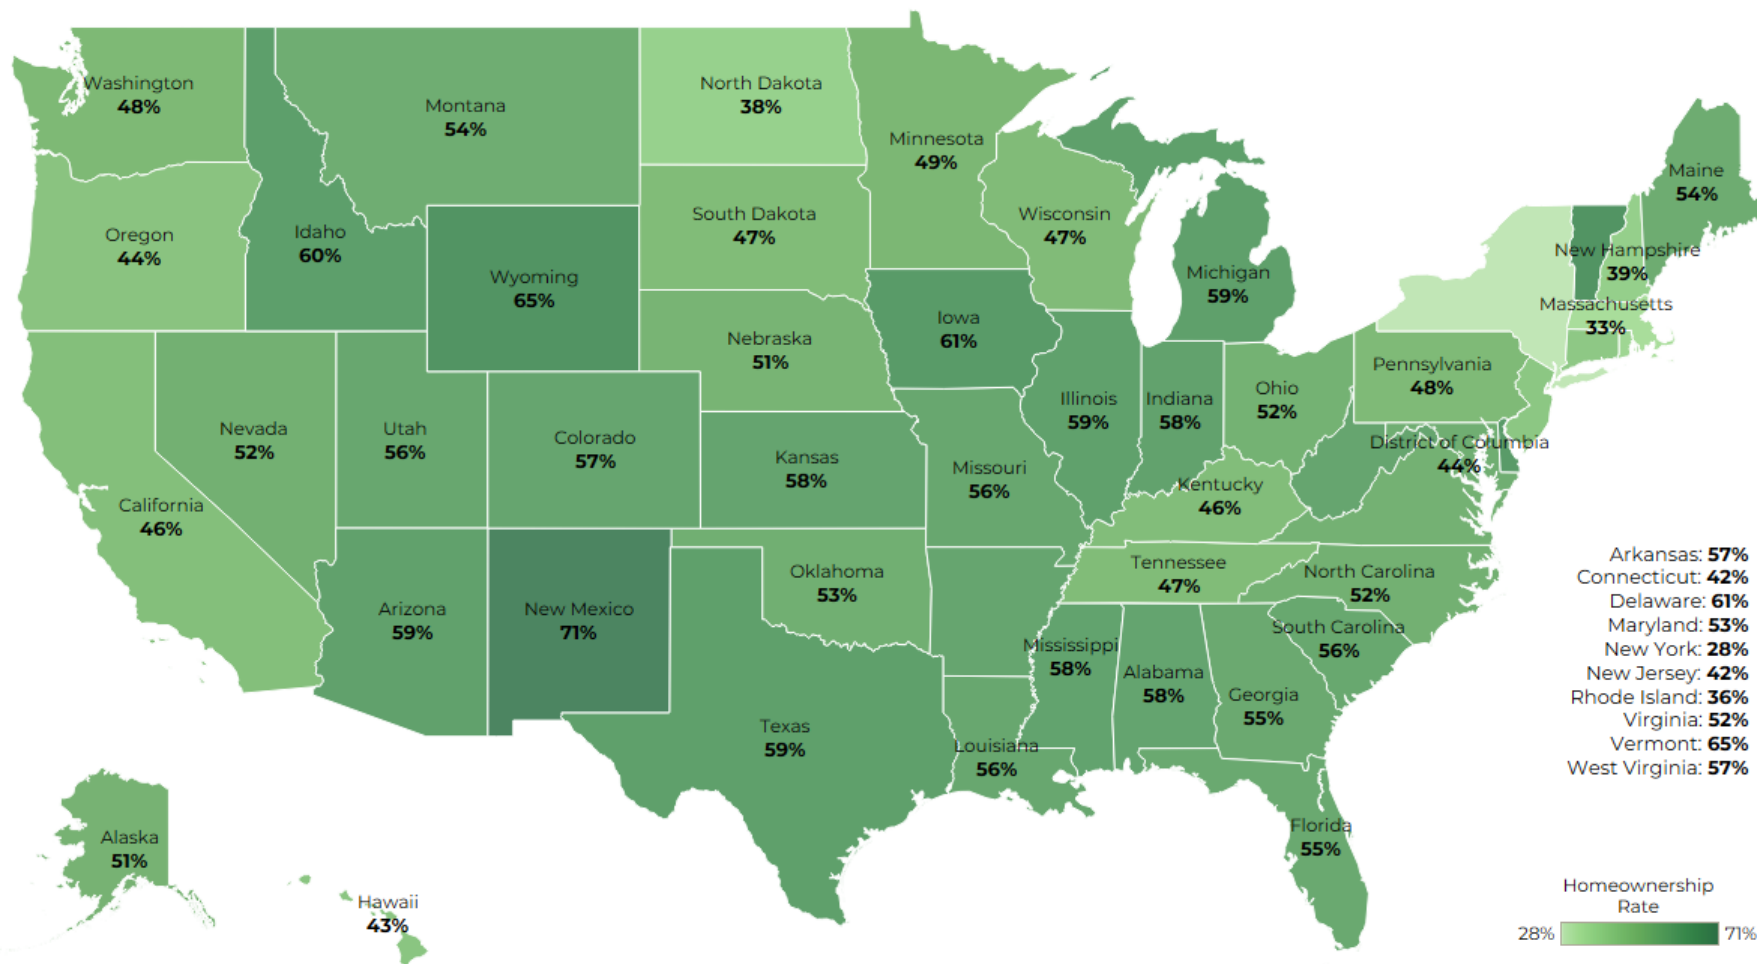 Washington
48%
Montana
54%
North Dakota
38%
Minnesota
49%
Maine
54%
Oregon
44%
Idaho
60%
Wyoming
65%
South Dakota
47%
Wisconsin
47%
Michigan
59%
New Hampshire
39%
Massachusetts
33%
Nebraska
51%
Iowa
61%
Pennsylvania
48%
Nevada
52%
Utah
56%
Colorado
57%
Kansas
58%
Missouri
56%
Illinois
59%
Indiana
58%
Ohio
52%
District of Columbia
44%
California
46%
Kentucky
46%
Arizona
59%
New Mexico
71%
Oklahoma
53%
Tennessee
47%
North Carolina
52%
South Carolina
56%
Mississippi
58%
Alabama
58%
Georgia
55%
Texas
59%
Louisiana
56%
Florida
55%
Alaska
51%
Hawaii
43%
Arkansas: 57%
Connecticut: 42%
Delaware: 61%
Maryland: 53%
New York: 28%
New Jersey: 42%
Rhode Island: 36%
Virginia: 52%
Vermont: 65%
West Virginia: 57%
Homeownership
Rate
28% 71%